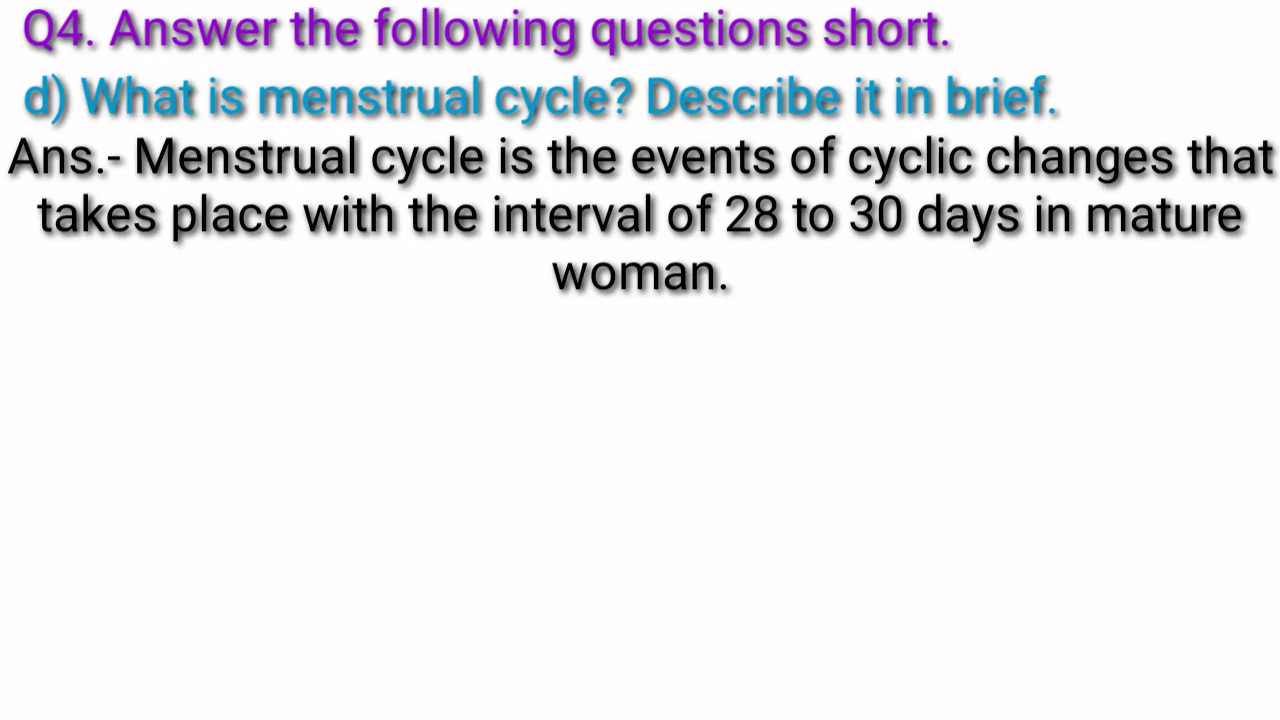 Q4. Answer the following questions short.
d) What is menstrual cycle? Describe it in brief.
Ans.- Menstrual cycle is the events of cyclic changes that
takes place with the interval of 28 to 30 days in mature
woman.